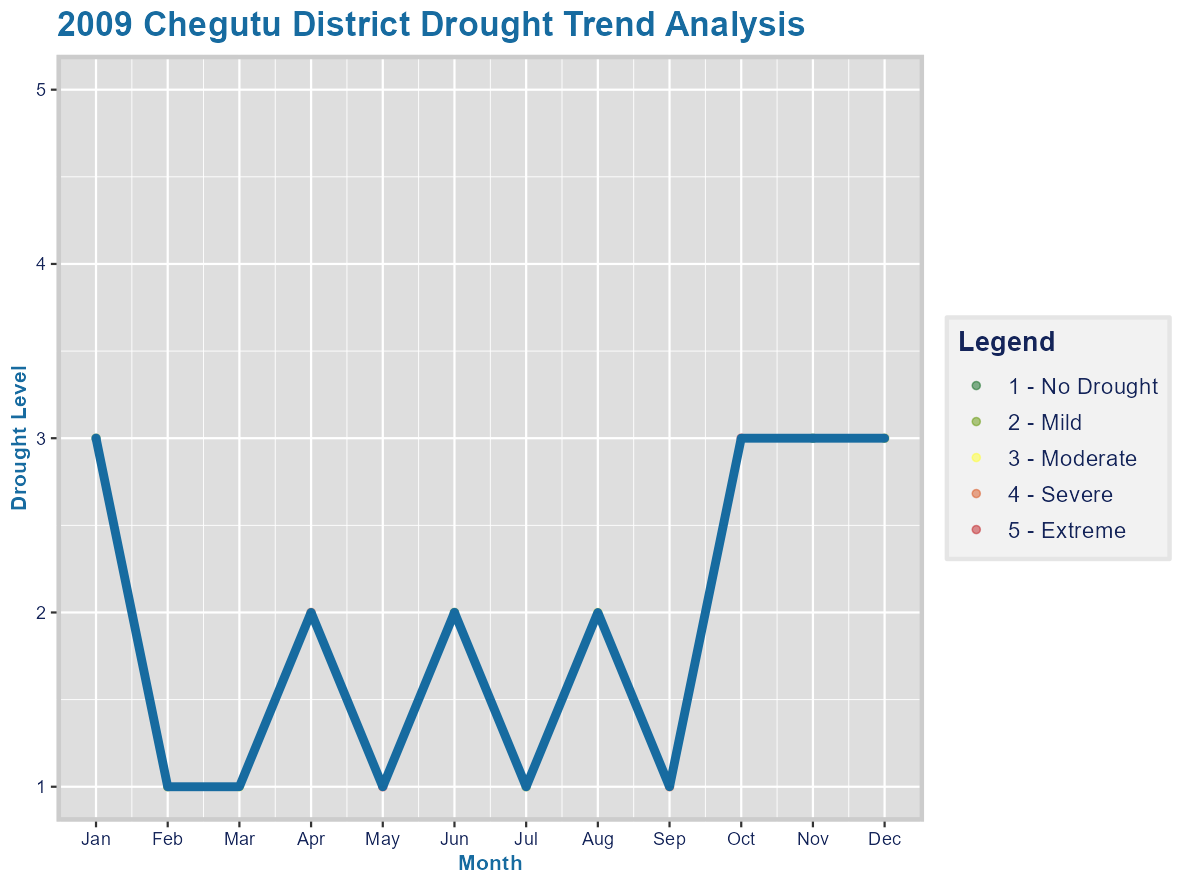 2009 Chegutu District Drought Trend Analysis
5
4
3
2
1
Drought Level
Jan Feb Mar Apr May Jun Jul Aug Sep Oct Nov Dec
Month
Legend
1 - No Drought
2 - Mild
3 - Moderate
4 - Severe
5 - Extreme